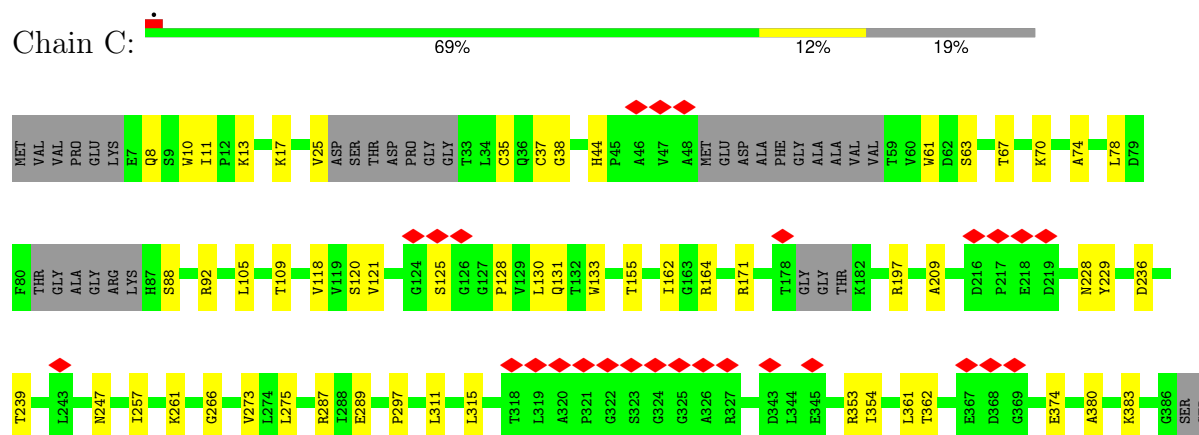 Chain C:
69% 12% 19%
MET VAL VAL PRO GLU LYS E7 Q8 S9 W10 I11 P12 K13 K17 V25 ASP SER THR ASP PRO GLY GLY T33 L34 C35 Q36 C37 G38 H44 P45 A46 V47 A48 MET GLU ASP ALA PHE GLY ALA ALA VAL VAL T59 V60 W61 D62 S63 T67 K70 A74 L78 D79
F80 THR GLY ALA GLY ARG LYS H87 S88 R92 L105 T109 V118 V119 S120 V121 G124 S125 G126 G127 P128 V129 L130 Q131 T132 W133 T155 I162 G163 R164 R171 T178 GLY GLY THR K182 R197 A209 D216 P217 E218 D219 N228 Y229 D236
T239 L243 N247 I257 K261 G266 V273 L274 L275 R287 I288 E289 P297 L311 L315 T318 L319 A320 P321 G322 S323 G324 G325 A326 R327 D343 L344 E345 R353 I354 L361 T362 E367 D368 G369 E374 A380 K383 G386 SER